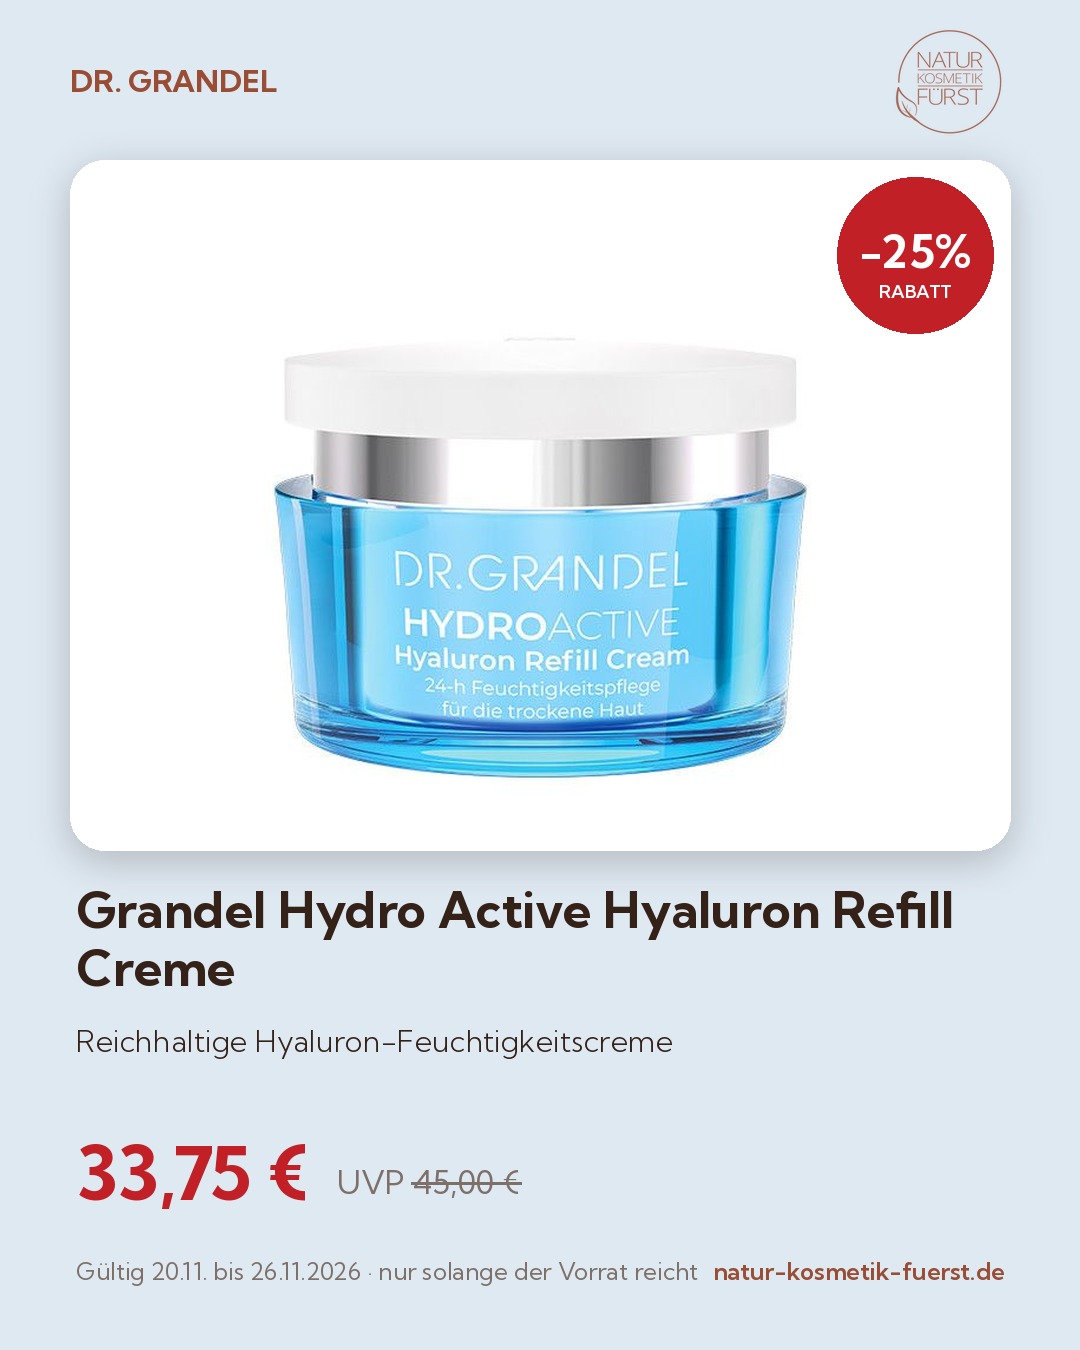 DR. GRANDEL
NATUR
KOSMETIK
FÜRST
-25%
RABATT
DR.GRANDEL
HYDROACTIVE
Hyaluron Refill Cream
24-h Feuchtigkeitspflege
für die trockene Haut
Grandel Hydro Active Hyaluron Refill
Creme
Reichhaltige Hyaluron-Feuchtigkeitscreme
33,75 € UVP 45,00 €
Gültig 20.11. bis 26.11.2026 · nur solange der Vorrat reicht natur-kosmetik-fuerst.de